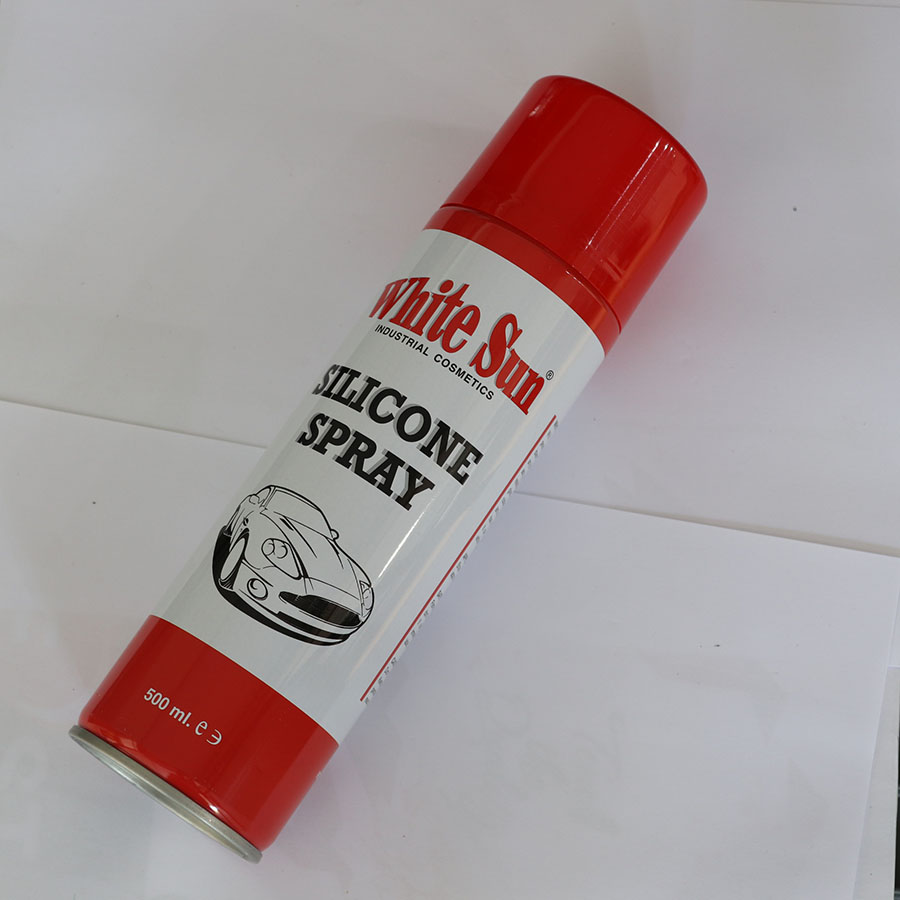 White Sun®
INDUSTRIAL COSMETICS
SILICONE
SPRAY
500 ml. e ϶